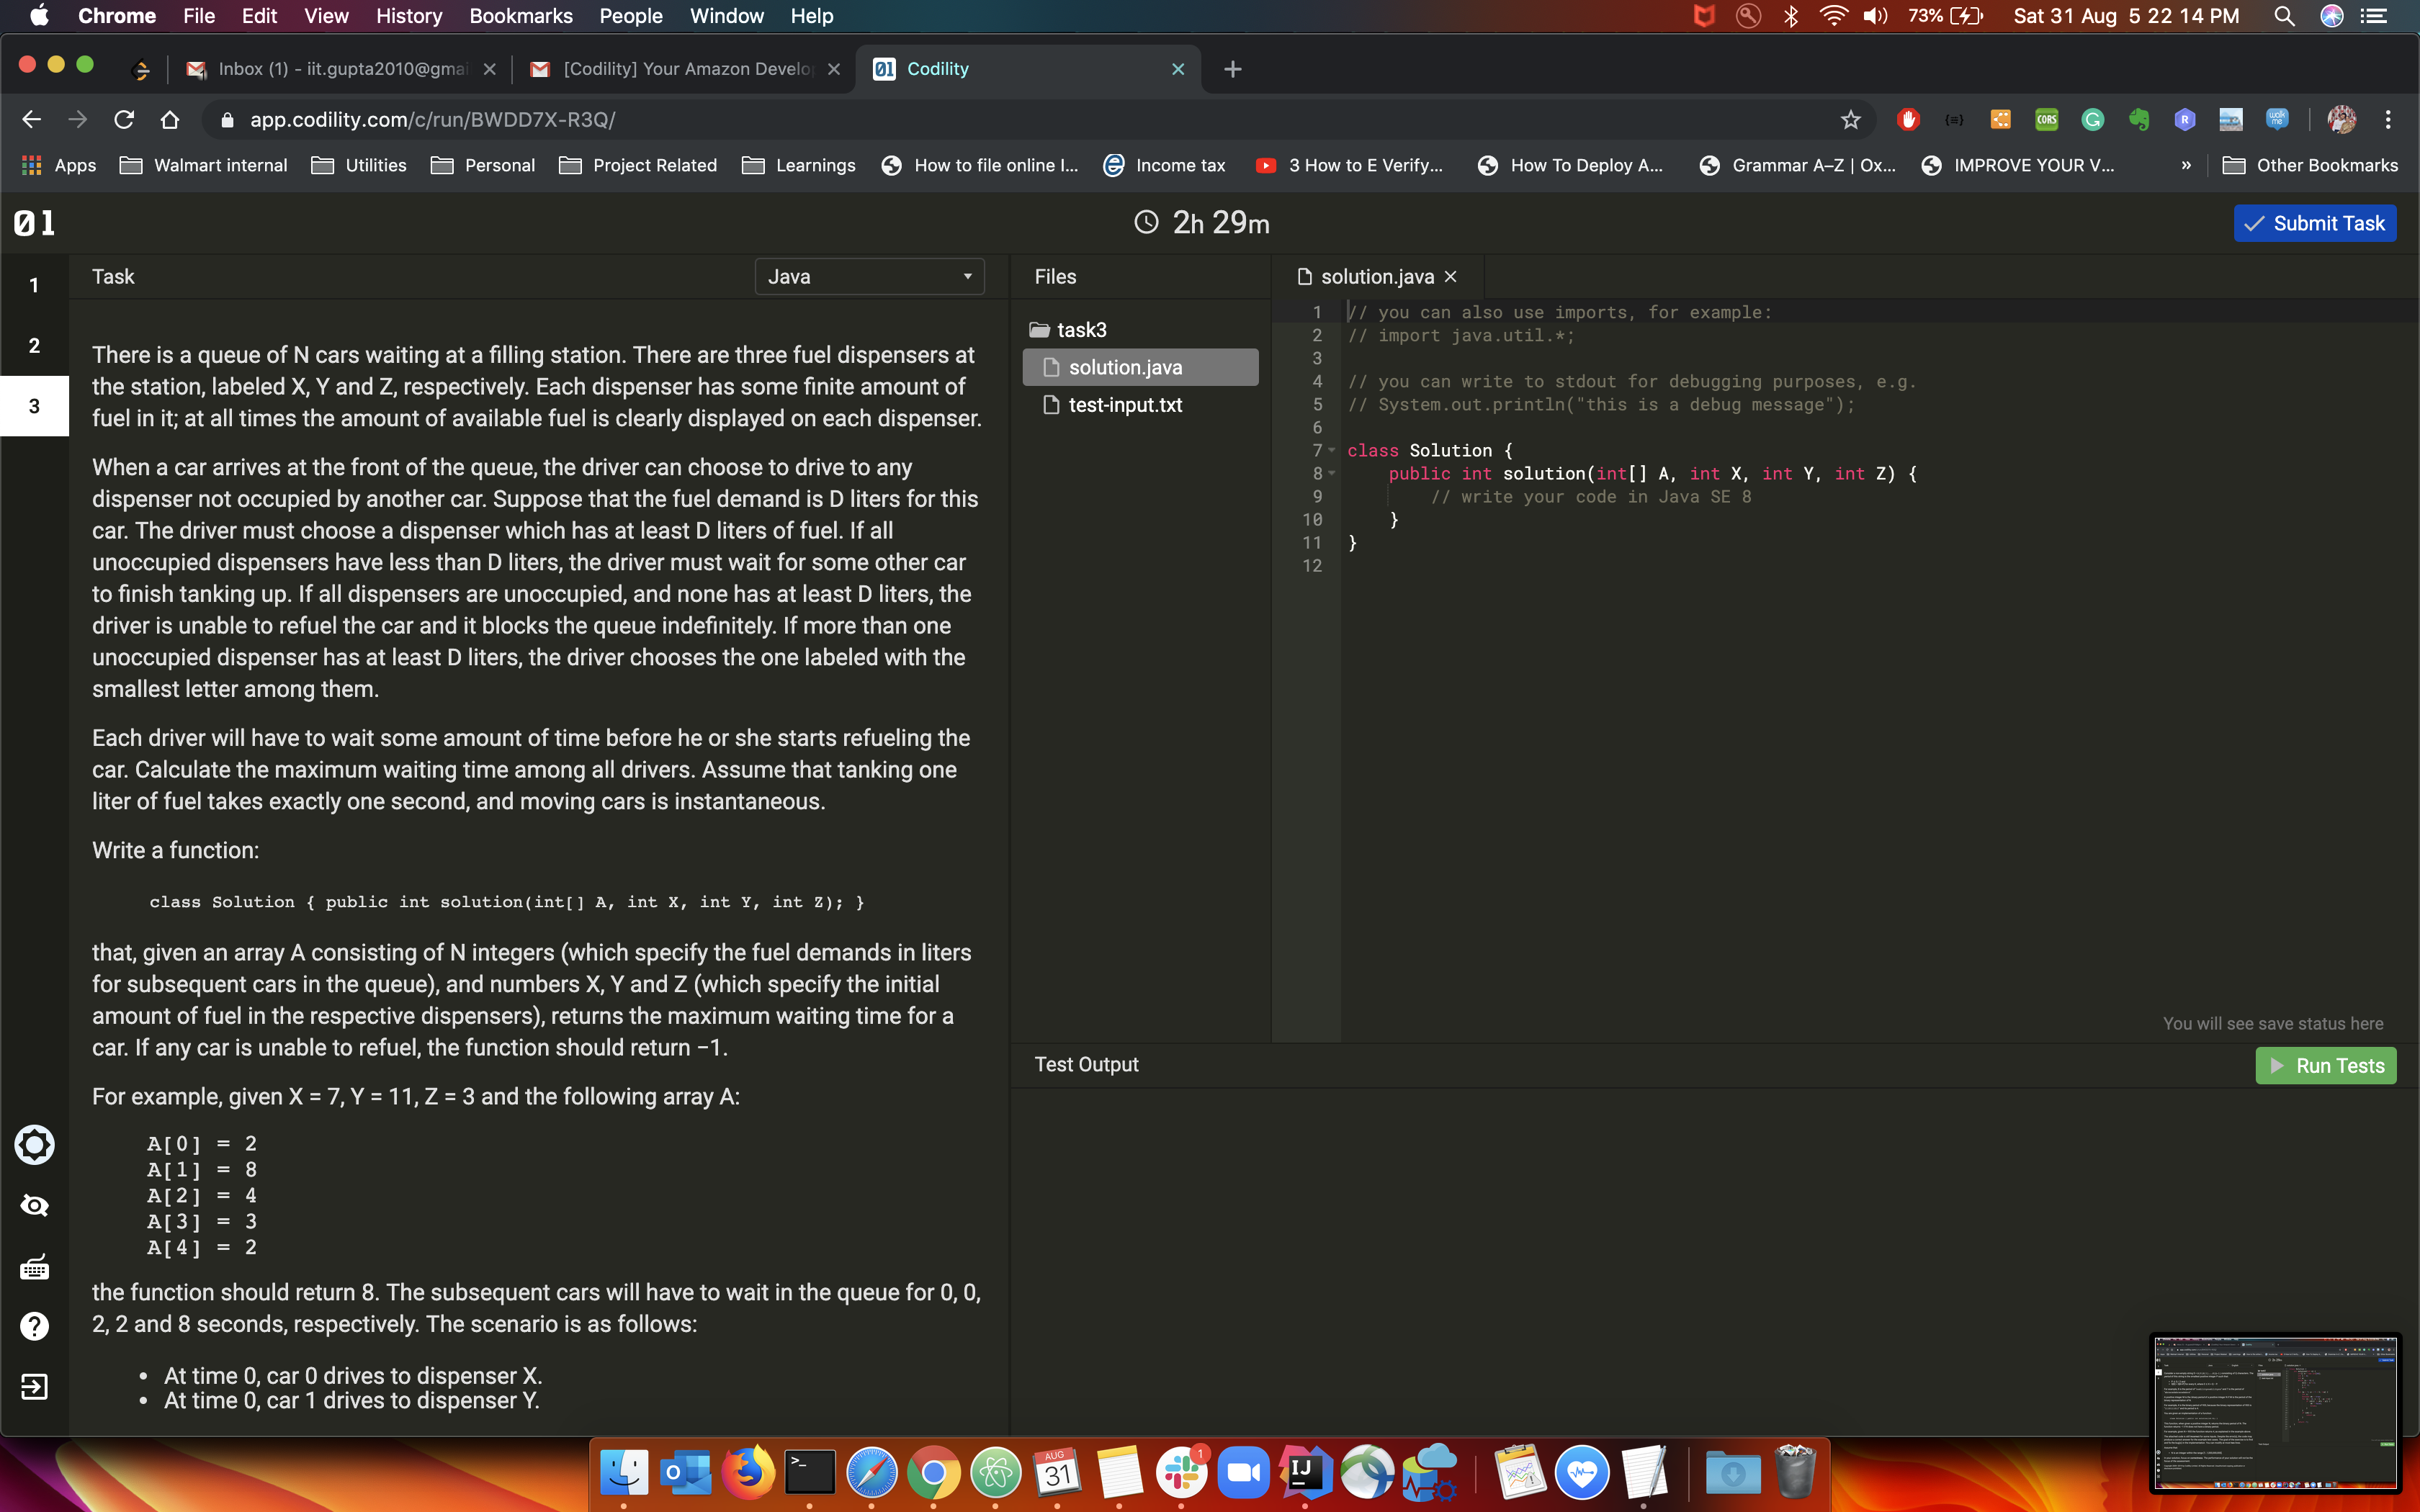 Chrome File Edit View History Bookmarks People Window Help 73% Sat 31 Aug 5 22 14 PM
Inbox (1) - iit.gupta2010@gmai [Codility] Your Amazon Develo 01 Codility
app.codility.com/c/run/BWDD7X-R3Q/ CORS R walk me
Apps Walmart internal Utilities Personal Project Related Learnings How to file online I... Income tax 3 How to E Verify... How To Deploy A... Grammar A–Z | Ox... IMPROVE YOUR V... » Other Bookmarks
01 2h 29m Submit Task
1
2
3
Task Java
There is a queue of N cars waiting at a filling station. There are three fuel dispensers at
the station, labeled X, Y and Z, respectively. Each dispenser has some finite amount of
fuel in it; at all times the amount of available fuel is clearly displayed on each dispenser.
When a car arrives at the front of the queue, the driver can choose to drive to any
dispenser not occupied by another car. Suppose that the fuel demand is D liters for this
car. The driver must choose a dispenser which has at least D liters of fuel. If all
unoccupied dispensers have less than D liters, the driver must wait for some other car
to finish tanking up. If all dispensers are unoccupied, and none has at least D liters, the
driver is unable to refuel the car and it blocks the queue indefinitely. If more than one
unoccupied dispenser has at least D liters, the driver chooses the one labeled with the
smallest letter among them.
Each driver will have to wait some amount of time before he or she starts refueling the
car. Calculate the maximum waiting time among all drivers. Assume that tanking one
liter of fuel takes exactly one second, and moving cars is instantaneous.
Write a function:
class Solution { public int solution(int[] A, int X, int Y, int Z); }
that, given an array A consisting of N integers (which specify the fuel demands in liters
for subsequent cars in the queue), and numbers X, Y and Z (which specify the initial
amount of fuel in the respective dispensers), returns the maximum waiting time for a
car. If any car is unable to refuel, the function should return −1.
For example, given X = 7, Y = 11, Z = 3 and the following array A:
A[0] = 2
A[1] = 8
A[2] = 4
A[3] = 3
A[4] = 2
the function should return 8. The subsequent cars will have to wait in the queue for 0, 0,
2, 2 and 8 seconds, respectively. The scenario is as follows:
• At time 0, car 0 drives to dispenser X.
• At time 0, car 1 drives to dispenser Y.
Files
task3
solution.java
test-input.txt
solution.java
1 // you can also use imports, for example:
2 // import java.util.*;
3
4 // you can write to stdout for debugging purposes, e.g.
5 // System.out.println("this is a debug message");
6
7 class Solution {
8 public int solution(int[] A, int X, int Y, int Z) {
9 // write your code in Java SE 8
10 }
11 }
12
You will see save status here
Test Output Run Tests
AUG
31
1
IJ